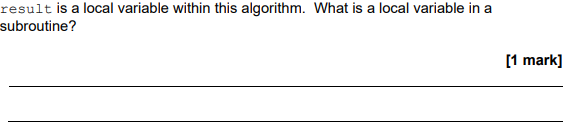 result is a local variable within this algorithm.  What is a local variable in a
subroutine?
[1 mark]